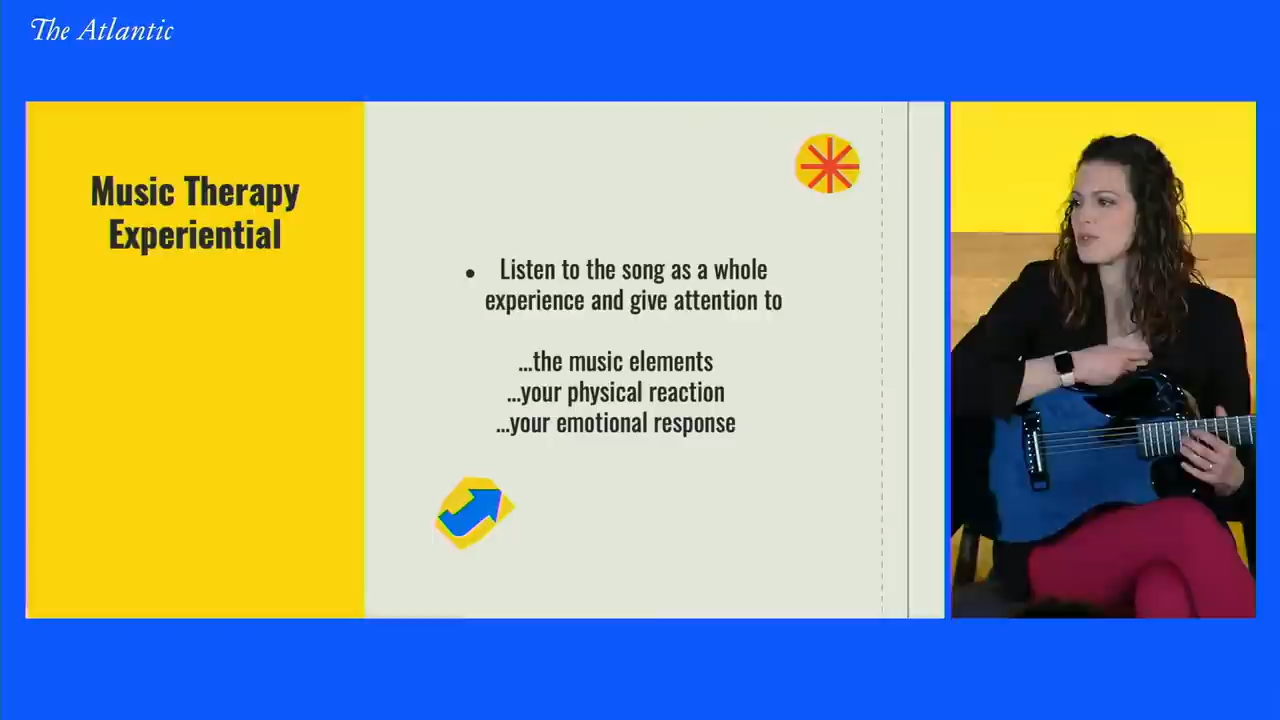 The Atlantic
Music Therapy
Experiential
• Listen to the song as a whole
experience and give attention to
...the music elements
...your physical reaction
...your emotional response